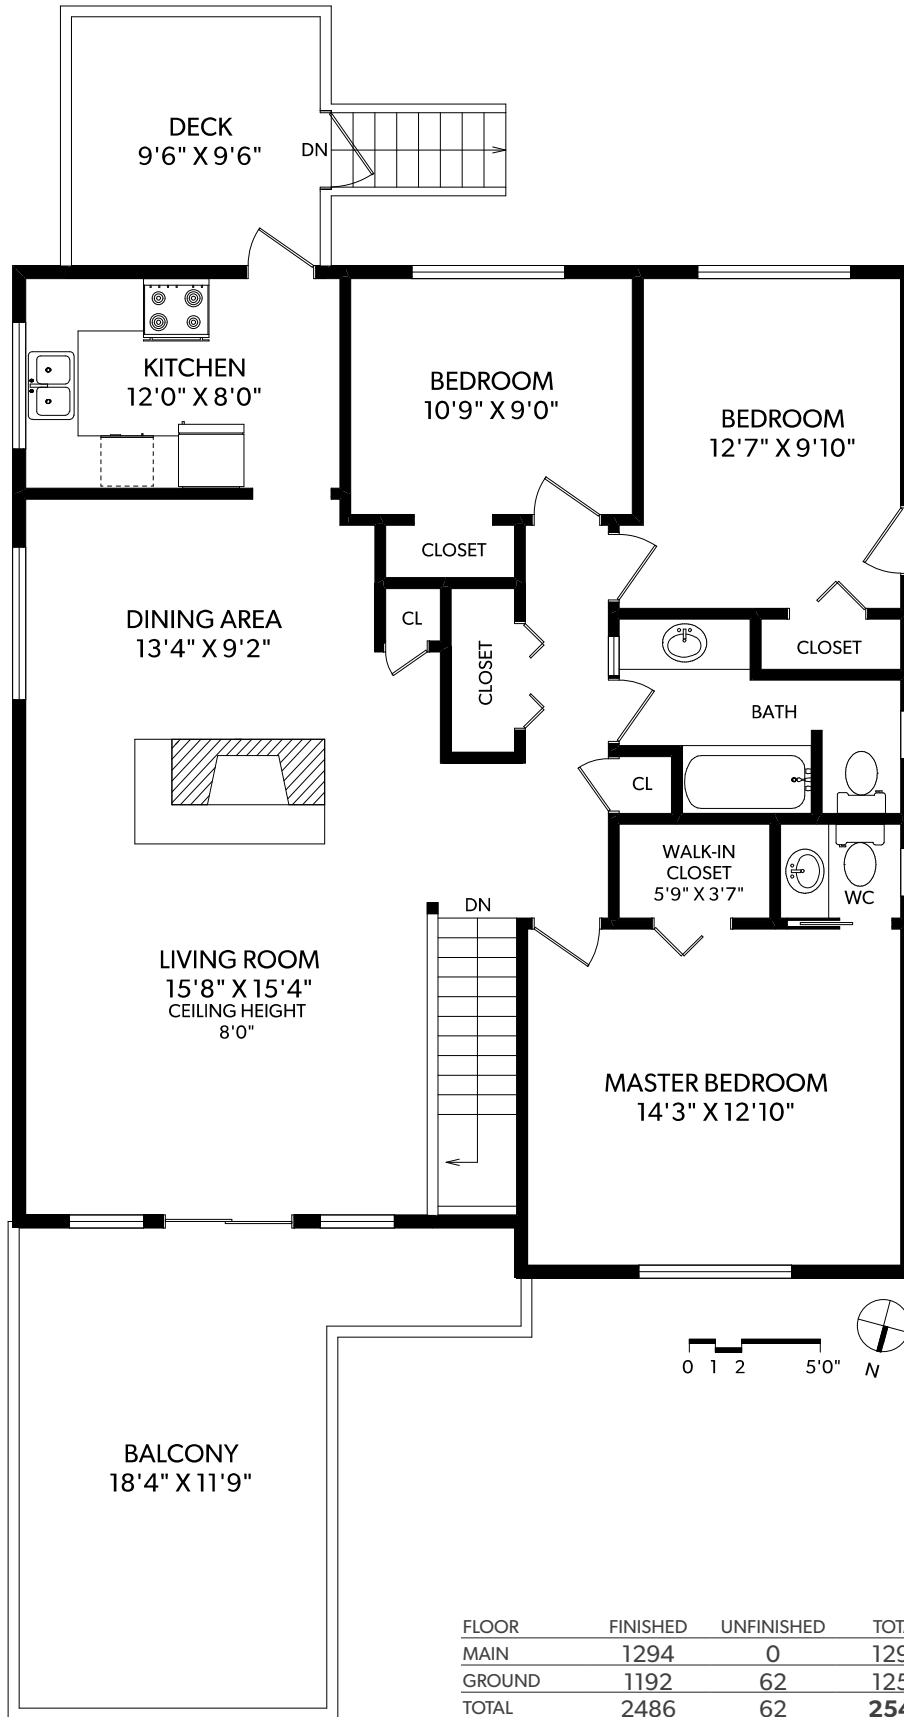 DECK
9'6" X 9'6"
DN
KITCHEN
12'0" X 8'0"
BEDROOM
10'9" X 9'0"
BEDROOM
12'7" X 9'10"
CLOSET
DINING AREA
13'4" X 9'2"
CL
CLOSET
CLOSET
BATH
CL
WALK-IN
CLOSET
5'9" X 3'7"
WC
DN
LIVING ROOM
15'8" X 15'4"
CEILING HEIGHT
8'0"
MASTER BEDROOM
14'3" X 12'10"
0 1 2 5'0"
N
BALCONY
18'4" X 11'9"
FLOOR FINISHED UNFINISHED
MAIN 1294 0
GROUND 1192 62
TOTAL 2486 62